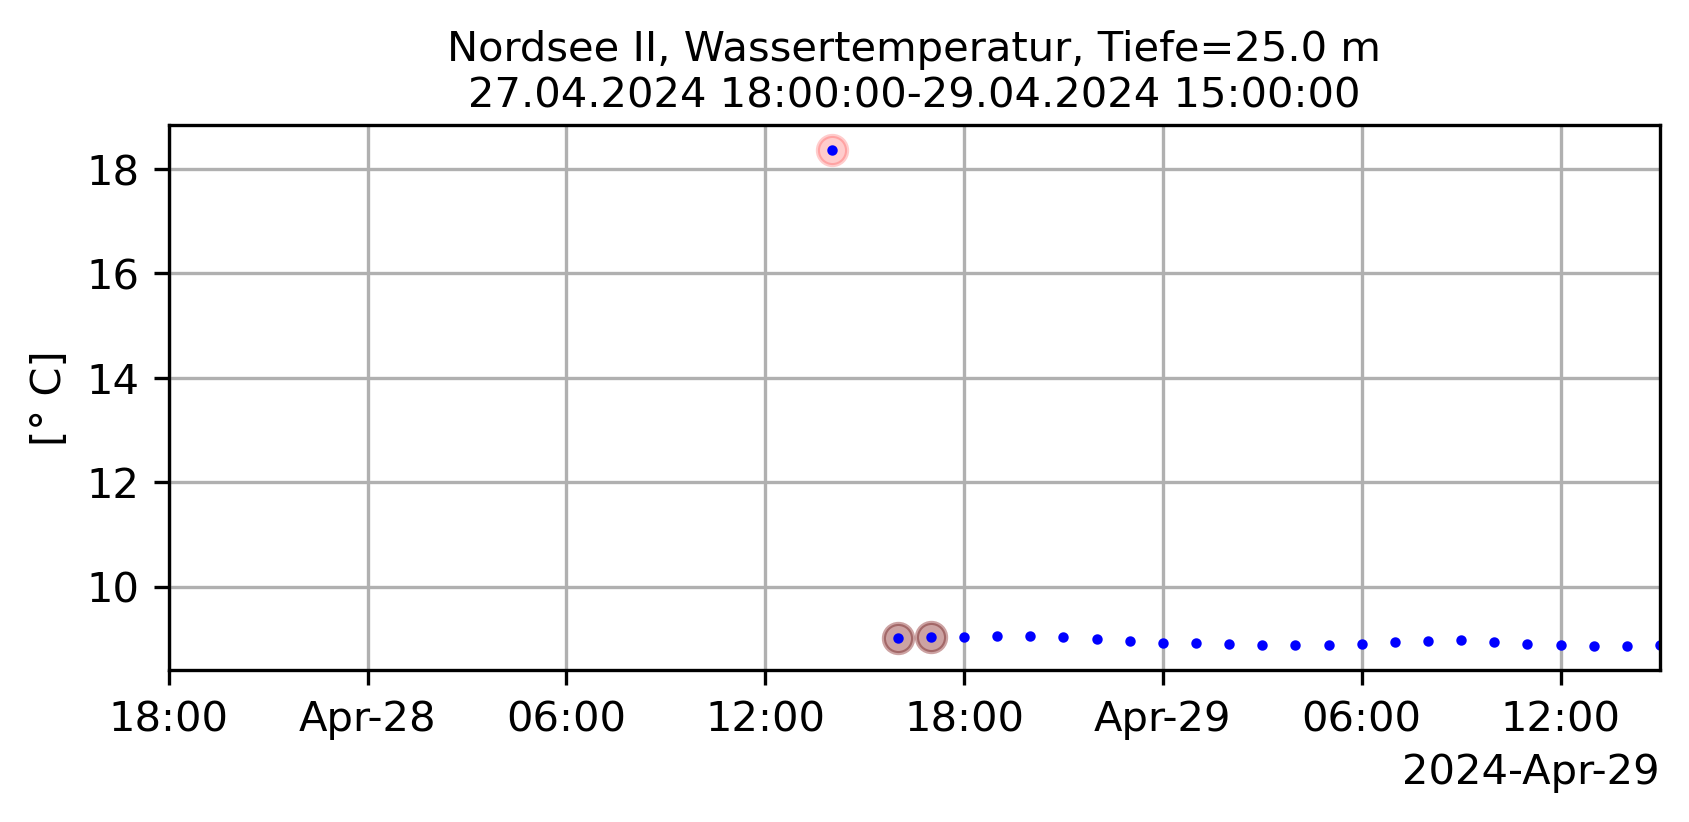 Nordsee II, Wassertemperatur, Tiefe=25.0 m
27.04.2024 18:00:00-29.04.2024 15:00:00
18
16
14
12
10
[° C]
18:00 Apr-28 06:00 12:00 18:00 Apr-29 06:00 12:00
2024-Apr-29